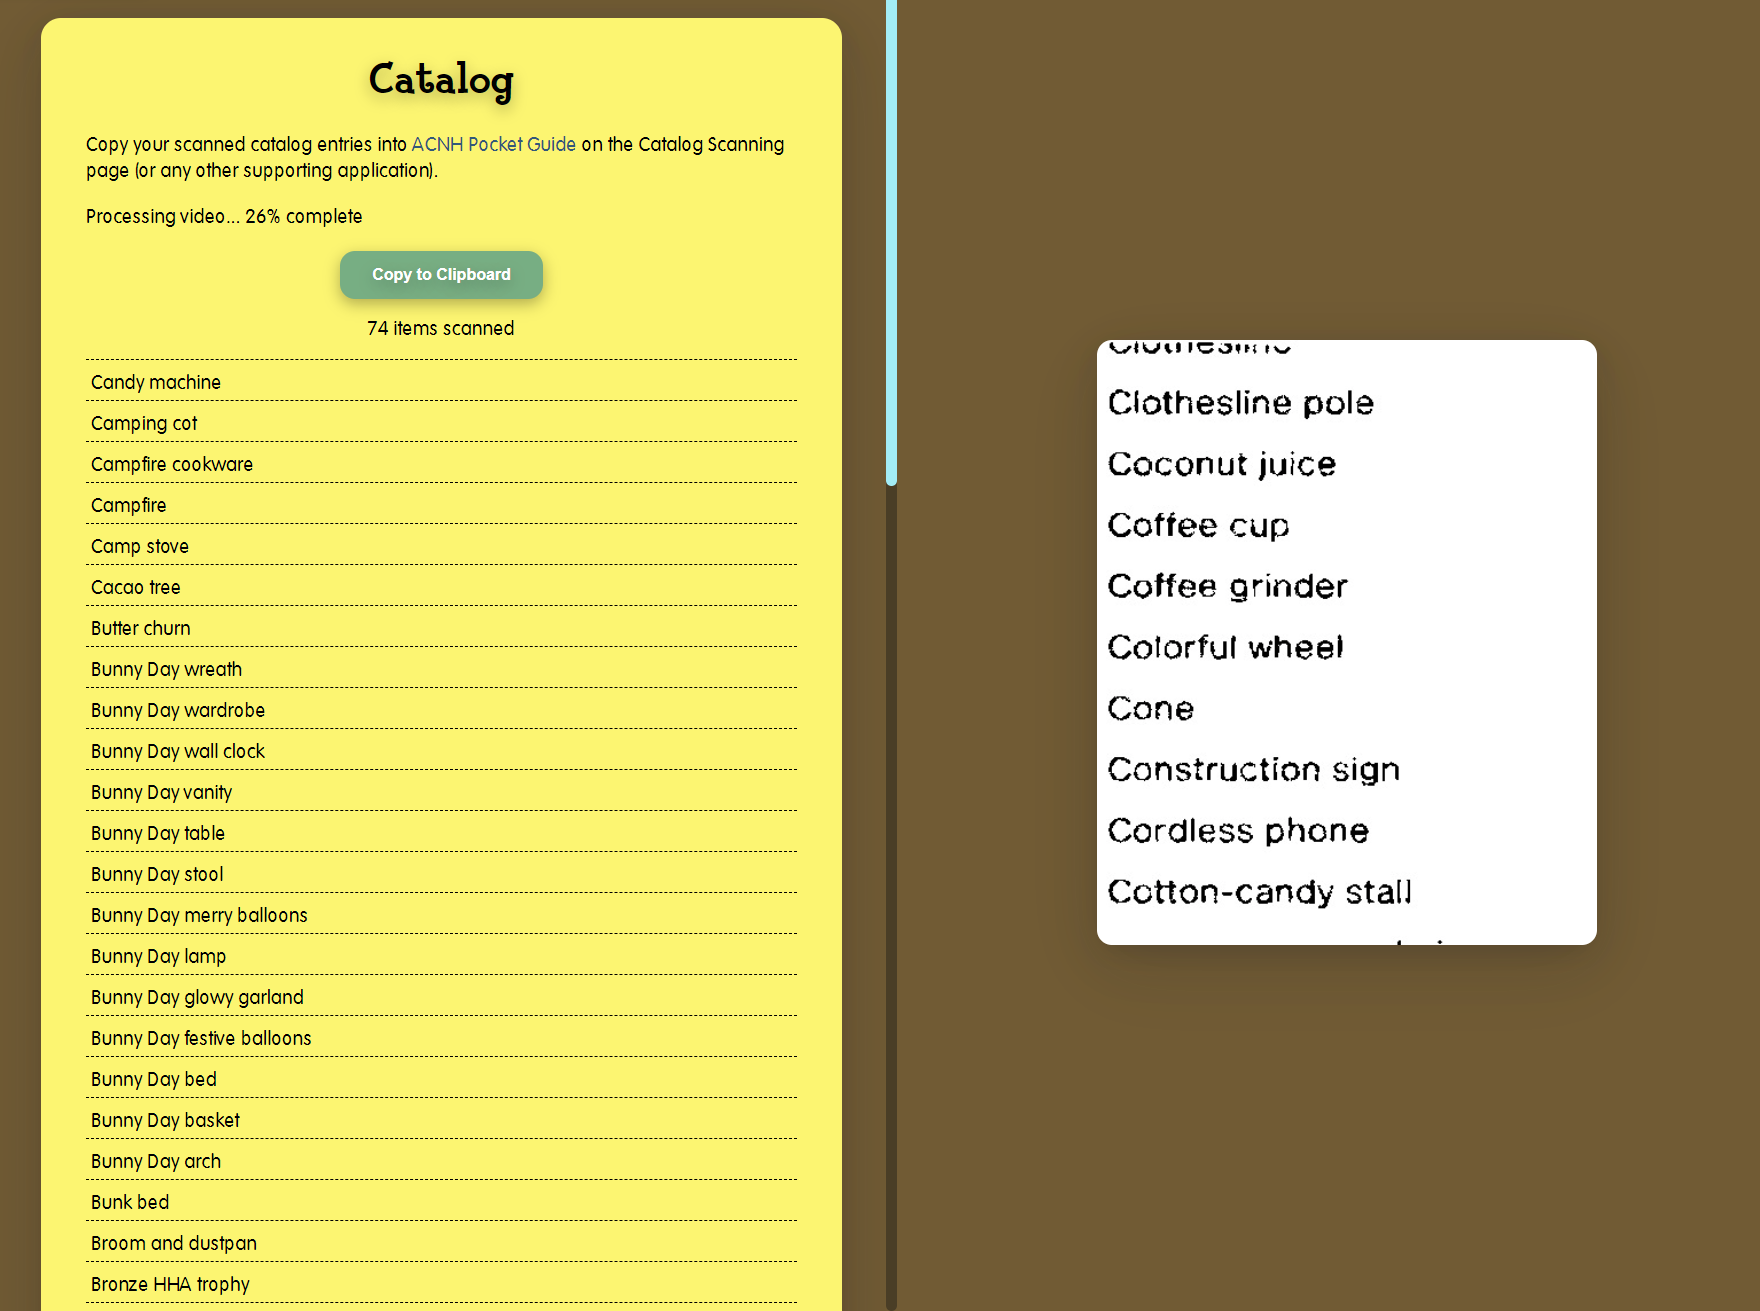 Catalog
Copy your scanned catalog entries into ACNH Pocket Guide on the Catalog Scanning
page (or any other supporting application).
Processing video... 26% complete
Copy to Clipboard
74 items scanned
Candy machine
Camping cot
Campfire cookware
Campfire
Camp stove
Cacao tree
Butter churn
Bunny Day wreath
Bunny Day wardrobe
Bunny Day wall clock
Bunny Day vanity
Bunny Day table
Bunny Day stool
Bunny Day merry balloons
Bunny Day lamp
Bunny Day glowy garland
Bunny Day festive balloons
Bunny Day bed
Bunny Day basket
Bunny Day arch
Bunk bed
Broom and dustpan
Bronze HHA trophy
Clothesline
Clothesline pole
Coconut juice
Coffee cup
Coffee grinder
Colorful wheel
Cone
Construction sign
Cordless phone
Cotton-candy stall